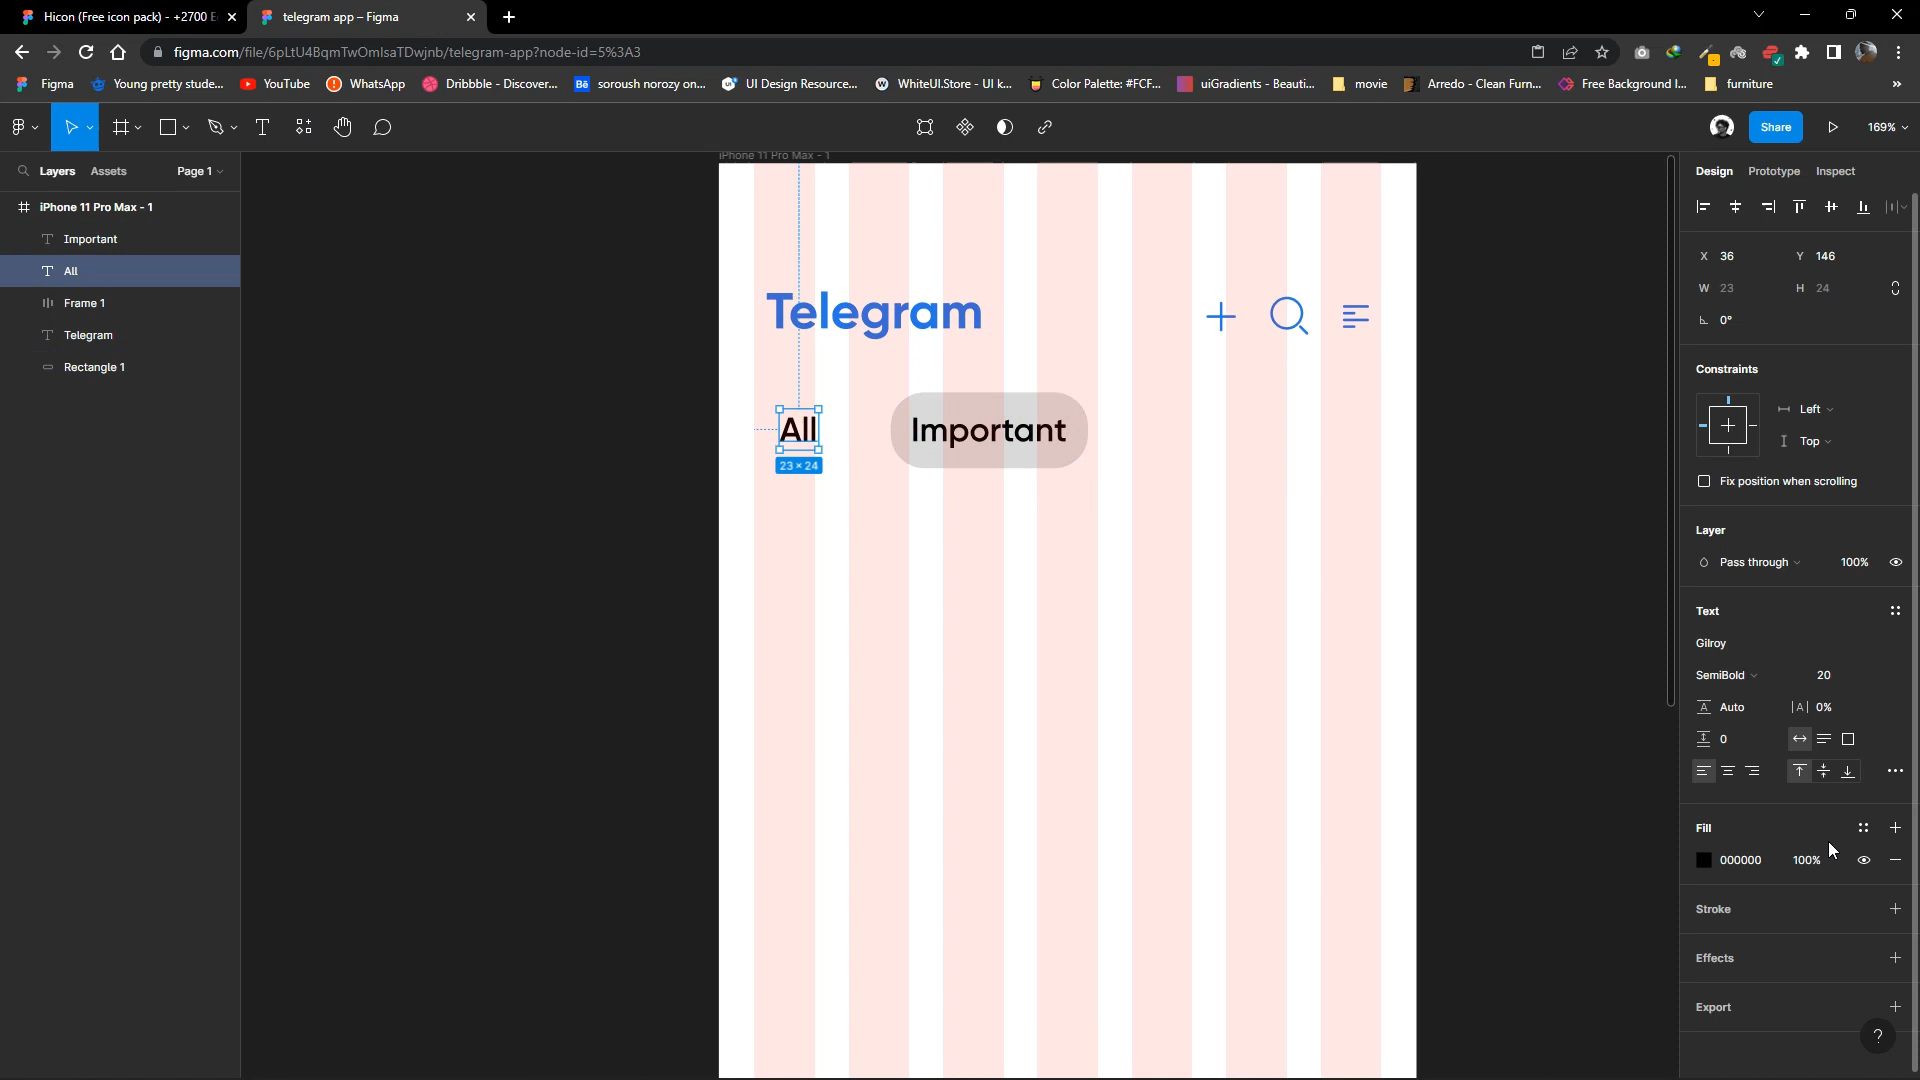 Hicon (Free icon pack) - +2700 E
telegram app – Figma
figma.com/file/6pLtU4BqmTwOmIsaTDwjnb/telegram-app?node-id=5%3A3
Figma
Young pretty stude...
YouTube
WhatsApp
Dribbble - Discover...
Bē
soroush norozy on...
UI Design Resource...
WhiteUI.Store - UI k...
Color Palette: #FCF...
uiGradients - Beauti...
movie
Arredo - Clean Furn...
Free Background I...
furniture
Share
169%
Layers
Assets
Page 1
iPhone 11 Pro Max - 1
Important
All
Frame 1
Telegram
Rectangle 1
iPhone 11 Pro Max - 1
Telegram
All
Important
23 × 24
Design
Prototype
Inspect
X 36
Y 146
W 23
H 24
0°
Constraints
Left
Top
Fix position when scrolling
Layer
Pass through
100%
Text
Gilroy
SemiBold
20
Auto
0%
0
Fill
000000
100%
Stroke
Effects
Export
?